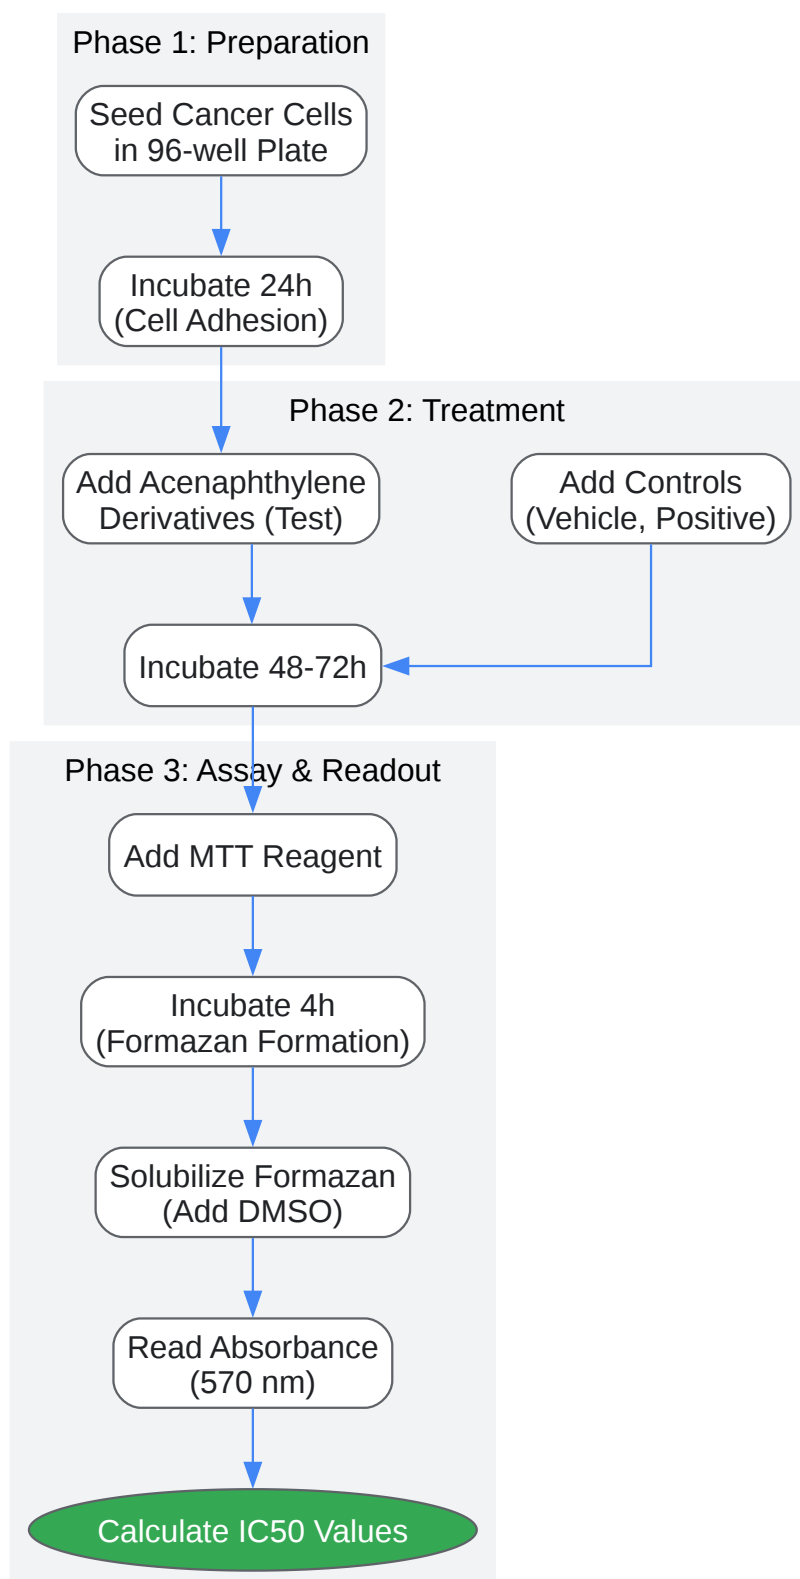 Phase 1: Preparation
Seed Cancer Cells
in 96-well Plate
Incubate 24h
(Cell Adhesion)
Phase 2: Treatment
Add Acenaphthylene
Derivatives (Test)
Add Controls
(Vehicle, Positive)
Incubate 48-72h
Phase 3: Assay & Readout
Add MTT Reagent
Incubate 4h
(Formazan Formation)
Solubilize Formazan
(Add DMSO)
Read Absorbance
(570 nm)
Calculate IC50 Values